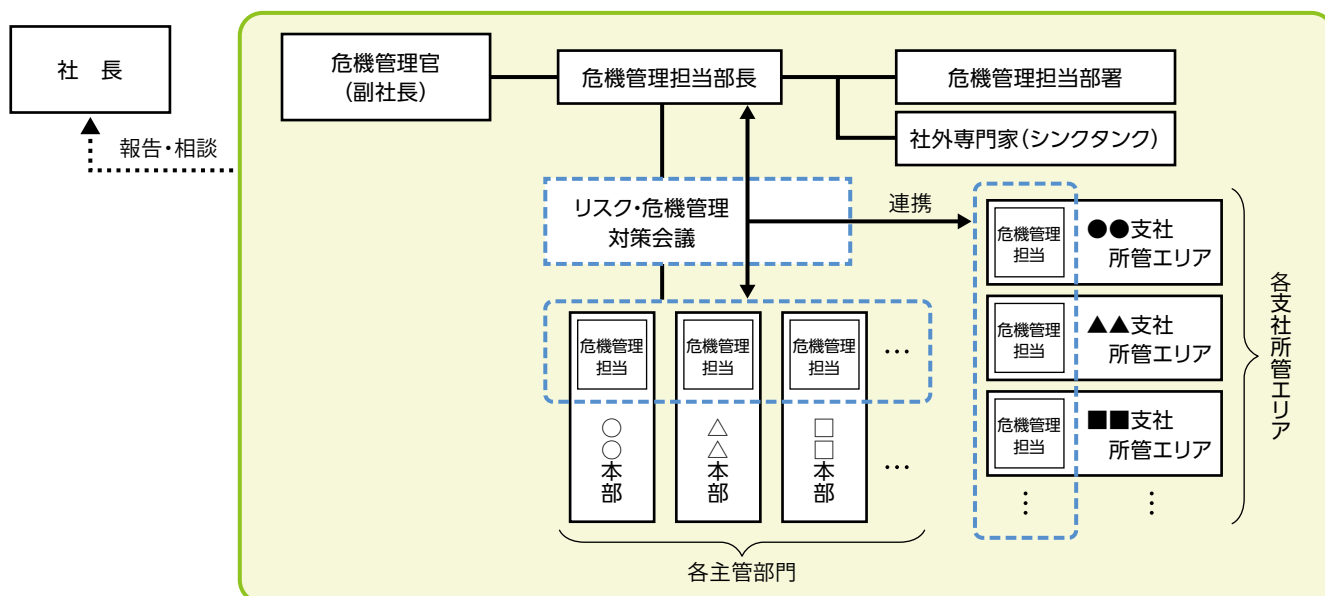 社　長
報告・相談
危機管理官
（副社長）
危機管理担当部長
危機管理担当部署
社外専門家（シンクタンク）
リスク・危機管理
対策会議
連携
危機管理
担当
●●支社
所管エリア
危機管理
担当
▲▲支社
所管エリア
危機管理
担当
■■支社
所管エリア
⋮
⋮
各支社所管エリア
危機管理
担当
危機管理
担当
危機管理
担当
…
○○本部
△△本部
□□本部
…
各主管部門